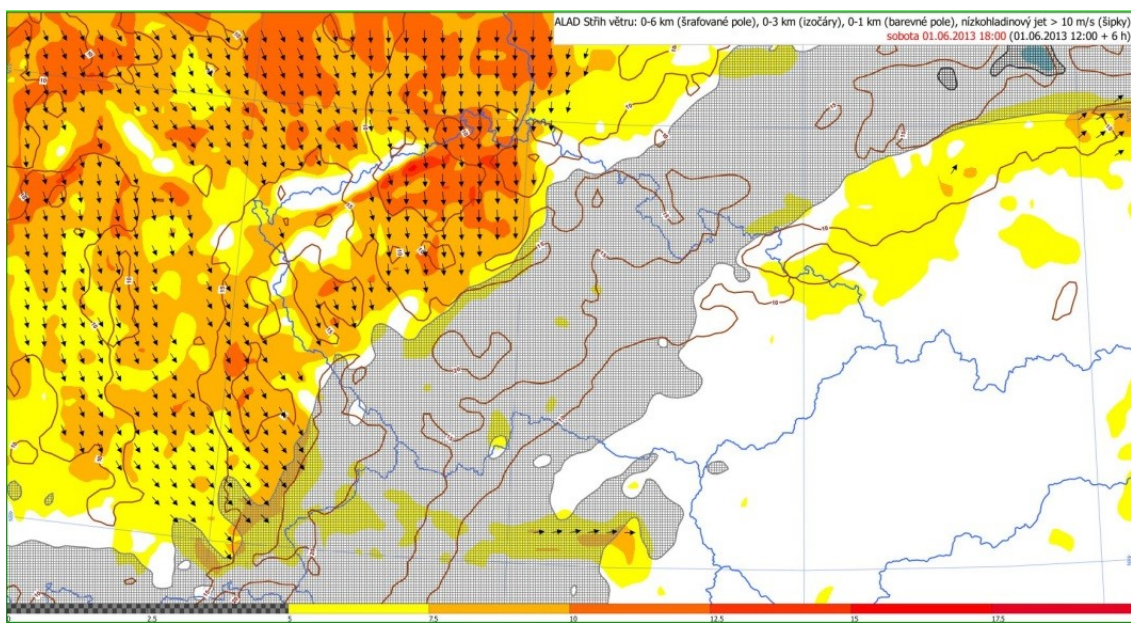 ALAD Střih větru: 0-6 km (šrafované pole), 0-3 km (izočáry), 0-1 km (barevné pole), nízkohladinový jet > 10 m/s (šipky)
sobota 01.06.2013 18:00 (01.06.2013 12:00 + 6 h)
0 2.5 5 7.5 10 12.5 15 17.5